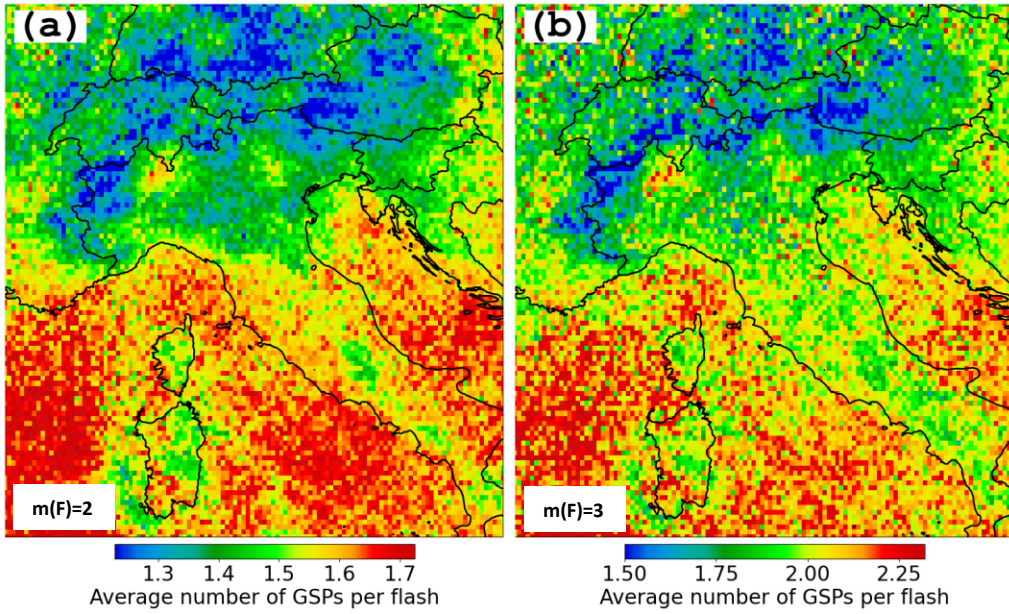 (a) (b)
m(F)=2 m(F)=3
1.3 1.4 1.5 1.6 1.7 1.50 1.75 2.00 2.25
Average number of GSPs per flash Average number of GSPs per flash